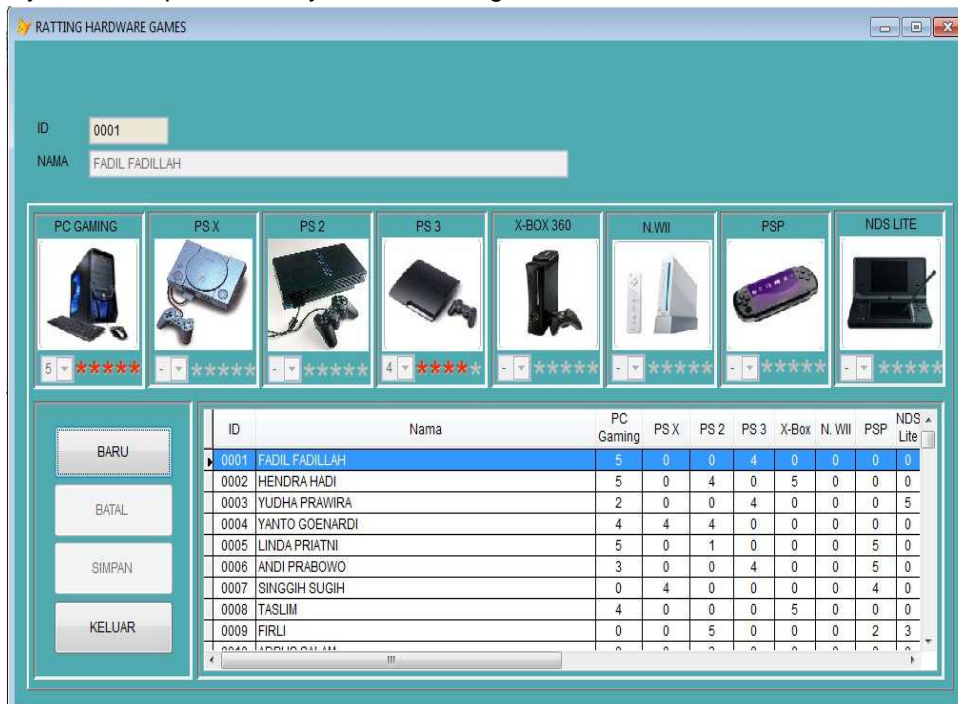 RATTING HARDWARE GAMES
ID 0001
NAMA FADIL FADILLAH
PC GAMING PS X PS 2 PS 3 X-BOX 360 N.WII PSP NDS LITE
5 ***** - ***** - ***** 4 ***** - ***** - ***** - ***** - *****
BARU
BATAL
SIMPAN
KELUAR
ID Nama PC Gaming PS X PS 2 PS 3 X-Box N. WII PSP NDS Lite
0001 FADIL FADILLAH 5 0 0 4 0 0 0 0
0002 HENDRA HADI 5 0 4 0 5 0 0 0
0003 YUDHA PRAWIRA 2 0 0 4 0 0 0 5
0004 YANTO GOENARDI 4 4 4 0 0 0 0 0
0005 LINDA PRIATNI 5 0 1 0 0 0 5 0
0006 ANDI PRABOWO 3 0 0 4 0 0 5 0
0007 SINGGIH SUGIH 0 4 0 0 0 0 4 0
0008 TASLIM 4 0 0 0 5 0 0 0
0009 FIRLI 0 0 5 0 0 0 2 3